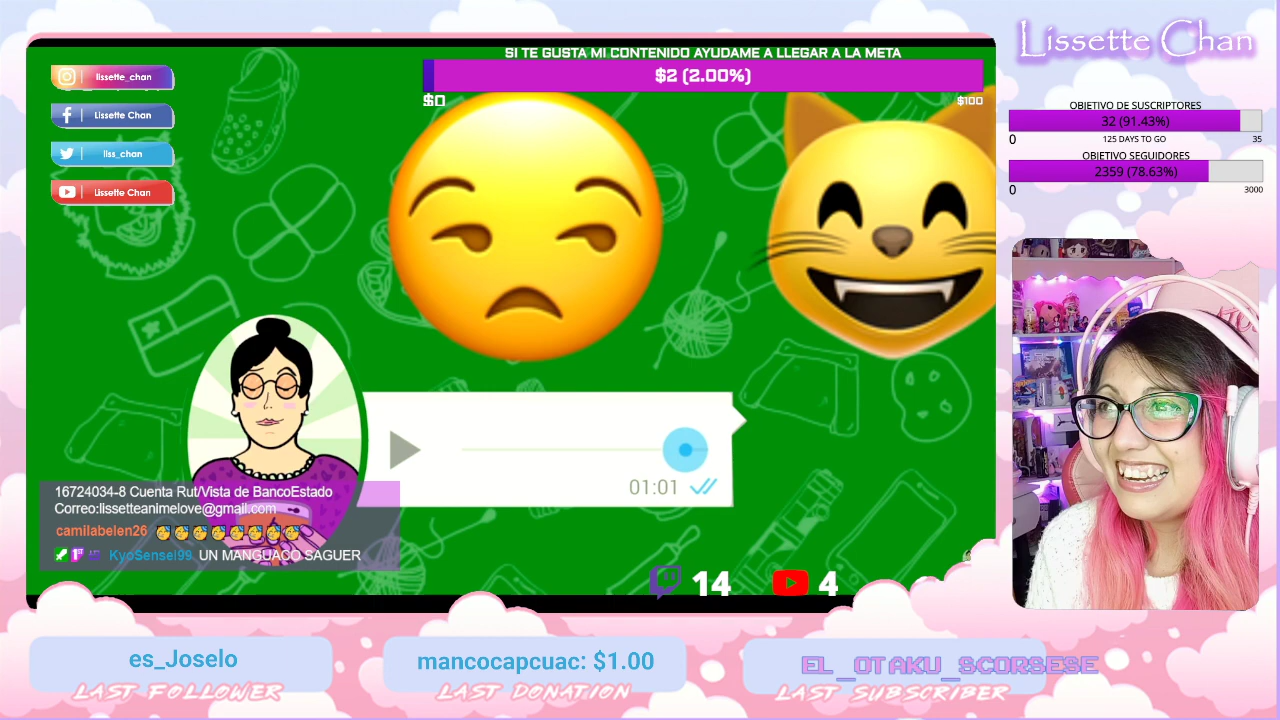 Lissette Chan
SI TE GUSTA MI CONTENIDO AYUDAME A LLEGAR A LA META
$2 (2.00%)
$0
$100
lissette_chan
Lissette Chan
liss_chan
Lissette Chan
OBJETIVO DE SUSCRIPTORES
32 (91.43%)
0
125 DAYS TO GO
35
OBJETIVO SEGUIDORES
2359 (78.63%)
0
3000
01:01
16724034-8 Cuenta Rut/Vista de BancoEstado
Correo:lissetteanimelove@gmail.com
camilabelen26
KyoSensei99 UN MANGUACO SAGUER
14
4
es_Joselo
LAST FOLLOWER
mancocapcuac: $1.00
LAST DONATION
EL_OTAKU_SCORSESE
LAST SUBSCRIBER